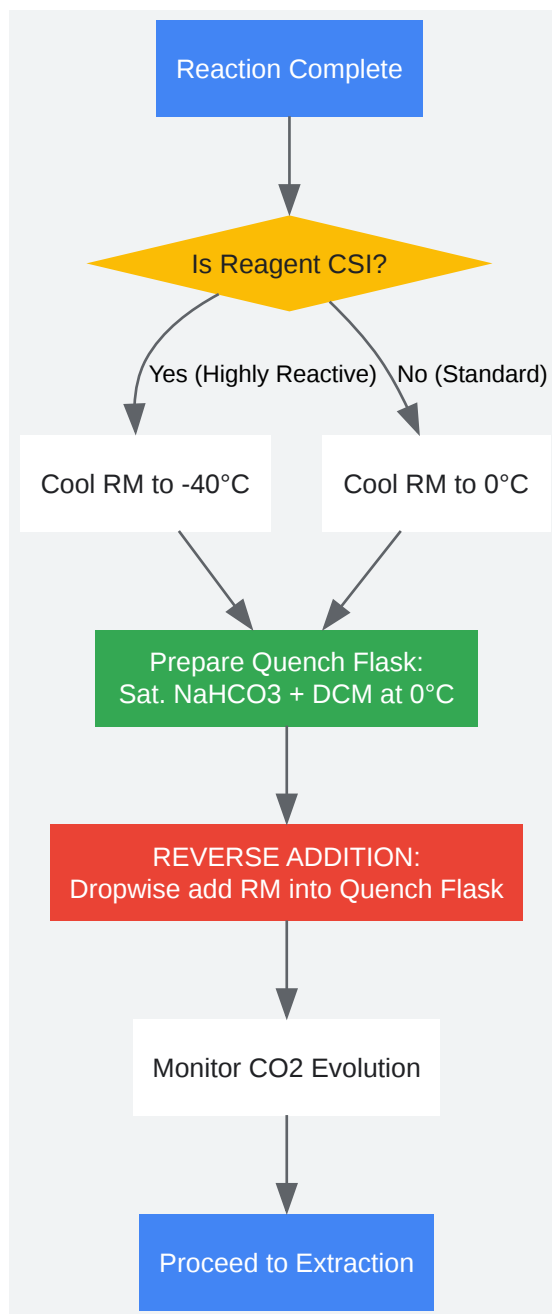 Reaction Complete
Is Reagent CSI?
Yes (Highly Reactive)
No (Standard)
Cool RM to -40°C
Cool RM to 0°C
Prepare Quench Flask:
Sat. NaHCO3 + DCM at 0°C
REVERSE ADDITION:
Dropwise add RM into Quench Flask
Monitor CO2 Evolution
Proceed to Extraction